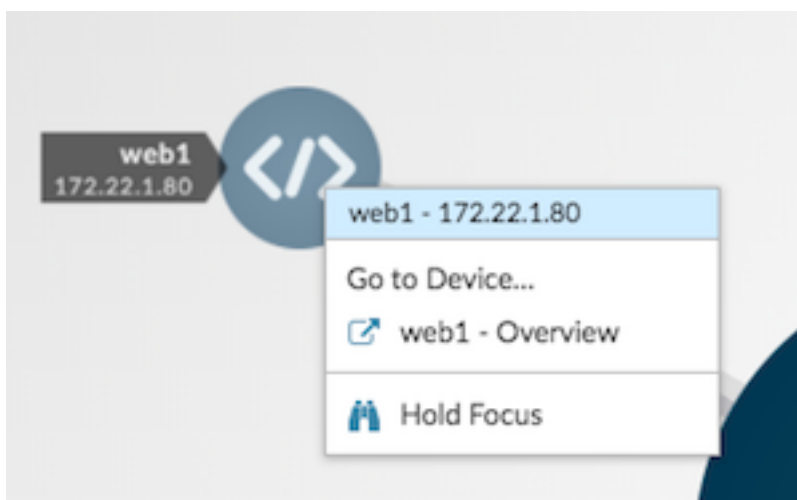 web1
172.22.1.80
</>
web1 - 172.22.1.80
Go to Device...
web1 - Overview
Hold Focus